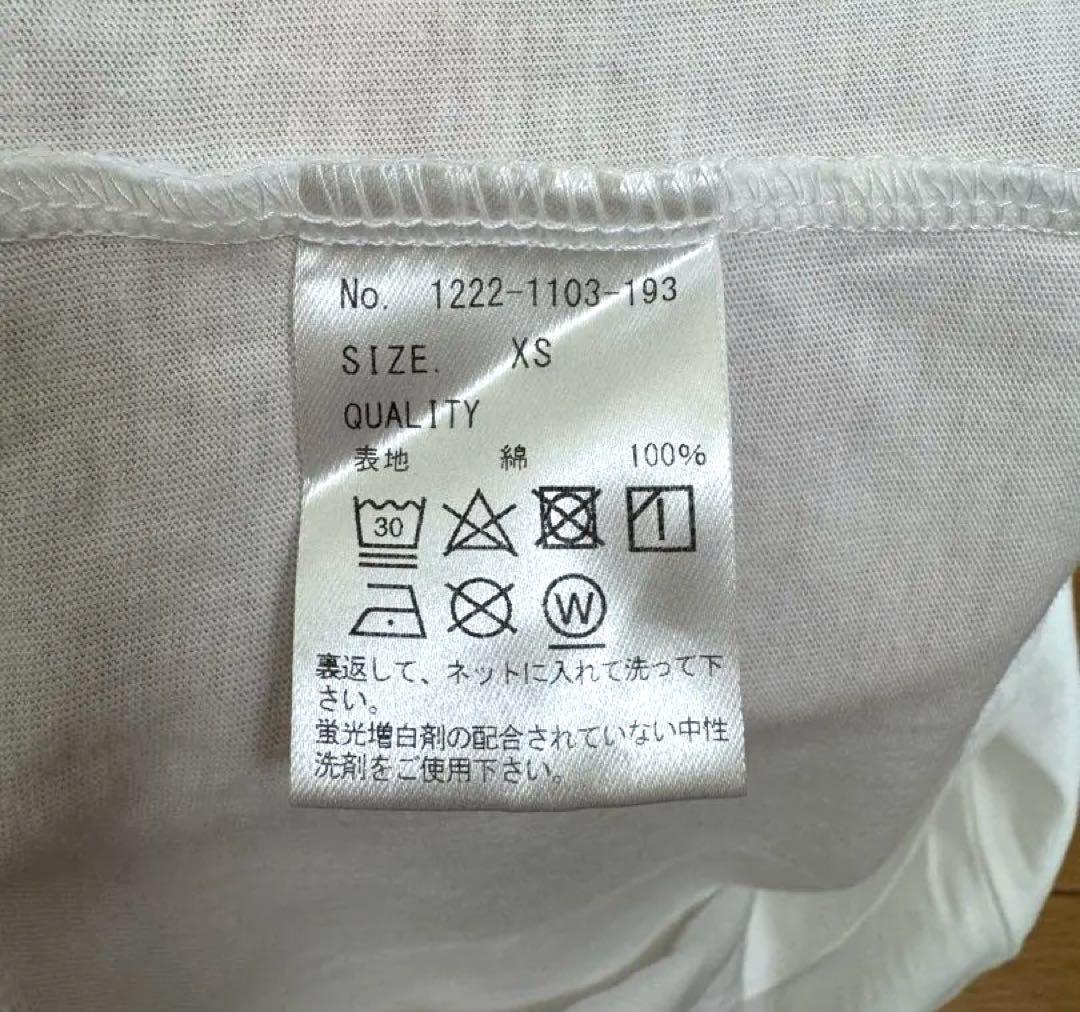 No. 1222-1103-193
SIZE. XS
QUALITY
表地 綿 100%
30
W
裏返して、ネットに入れて洗って下
さい。
蛍光増白剤の配合されていない中性
洗剤をご使用下さい。